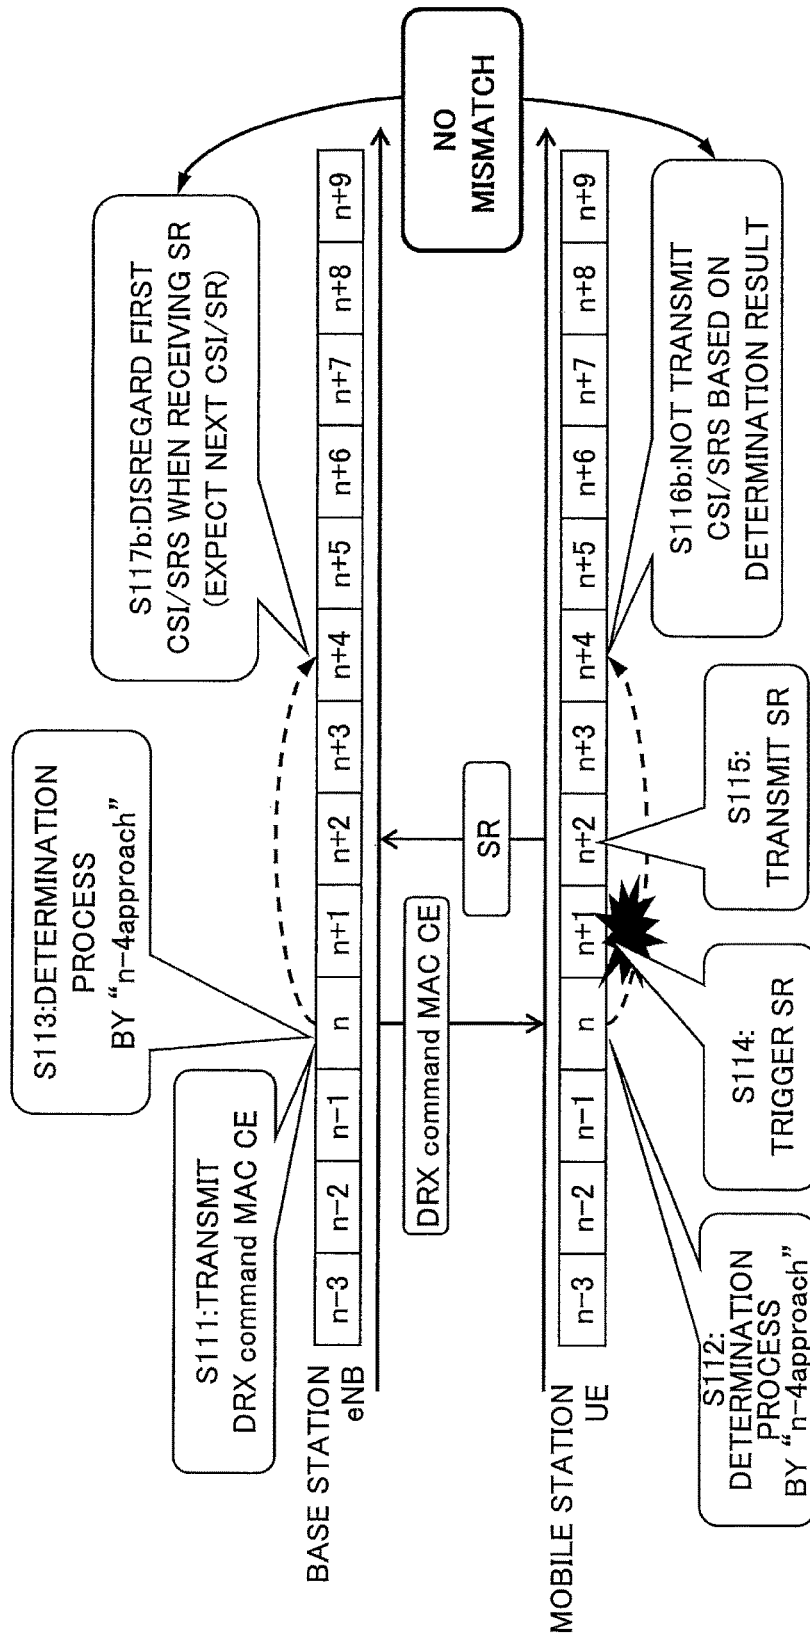 S113:DETERMINATION
PROCESS
BY “n-4approach”
S111:TRANSMIT
DRX command MAC CE
S117b:DISREGARD FIRST
CSI/SRS WHEN RECEIVING SR
(EXPECT NEXT CSI/SR)
BASE STATION
eNB
n-3 n-2 n-1 n n+1 n+2 n+3 n+4 n+5 n+6 n+7 n+8 n+9
DRX command MAC CE
SR
NO
MISMATCH
MOBILE STATION
UE
n-3 n-2 n-1 n n+1 n+2 n+3 n+4 n+5 n+6 n+7 n+8 n+9
S112:
DETERMINATION
PROCESS
BY “n-4approach”
S114:
TRIGGER SR
S115:
TRANSMIT SR
S116b:NOT TRANSMIT
CSI/SRS BASED ON
DETERMINATION RESULT